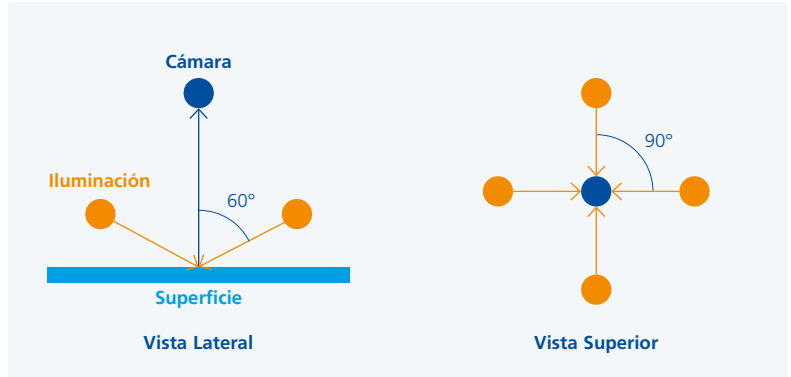 Cámara
Iluminación
60°
Superficie
Vista Lateral
90°
Vista Superior